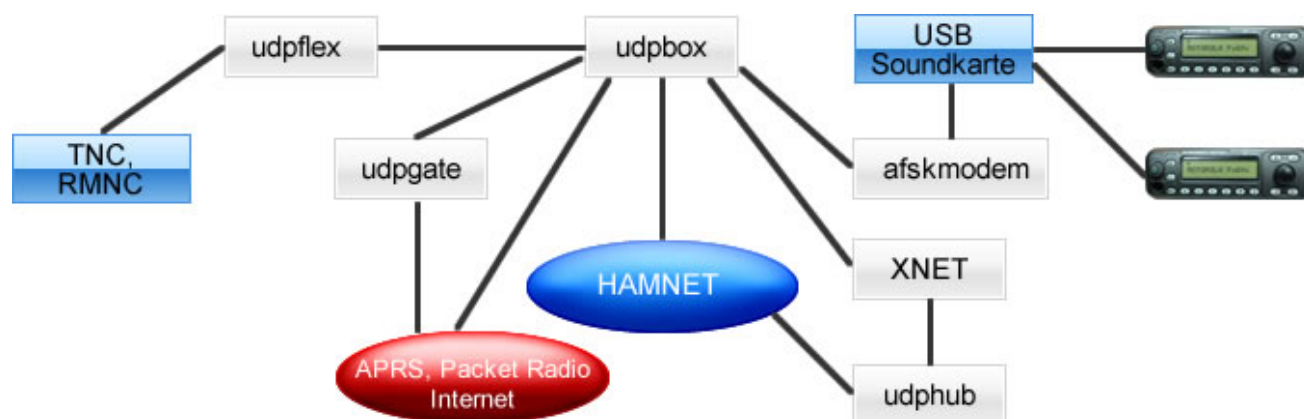 udpflex
udpbox
USB
Soundkarte
TNC,
RMNC
udpgate
afskmodem
HAMNET
XNET
APRS, Packet Radio
Internet
udphub